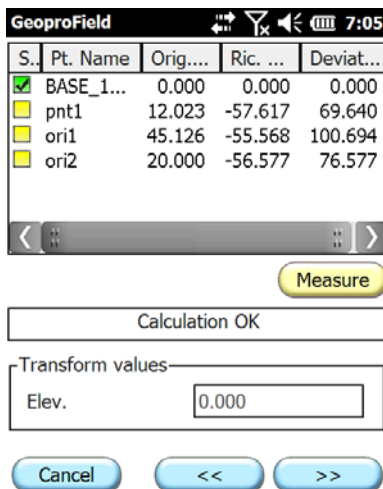 GeoproField 7:05
S.. Pt. Name Orig.... Ric. ... Deviat...
BASE_1... 0.000 0.000 0.000
pnt1 12.023 -57.617 69.640
ori1 45.126 -55.568 100.694
ori2 20.000 -56.577 76.577
Measure
Calculation OK
Transform values
Elev. 0.000
Cancel << >>